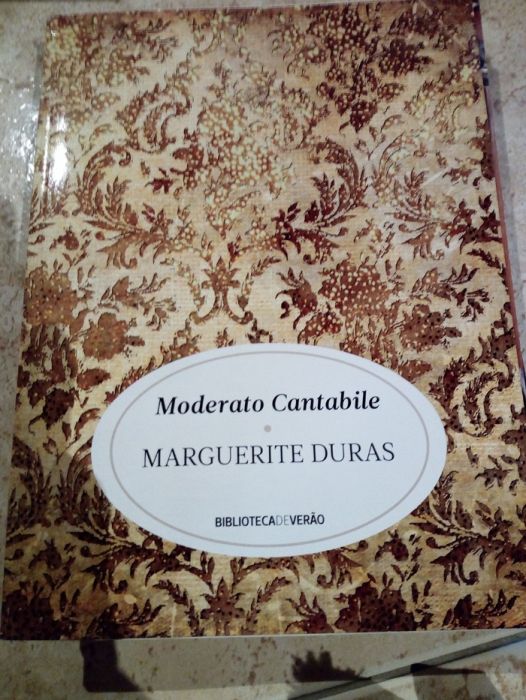 Moderato Cantabile
MARGUERITE DURAS
BIBLIOTECADEVERÃO